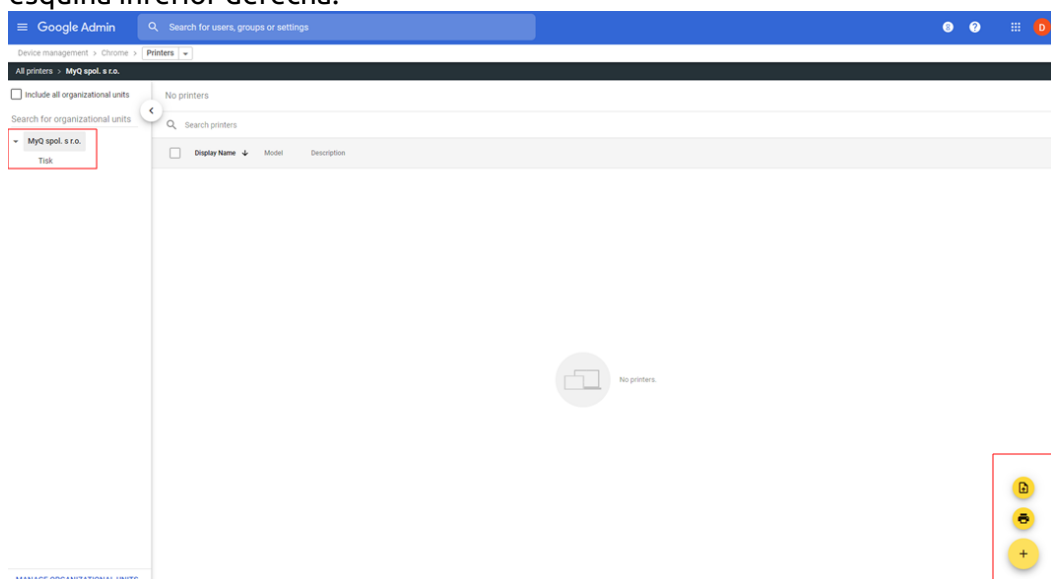 esquina inferior derecha.
Google Admin
Search for users, groups or settings
D
Device management > Chrome > Printers
All printers > MyQ spol. s r.o.
Include all organizational units
No printers
Search for organizational units
Search printers
MyQ spol. s r.o.
Display Name Model Description
Tisk
No printers.
MANAGE ORGANIZATIONAL UNITS